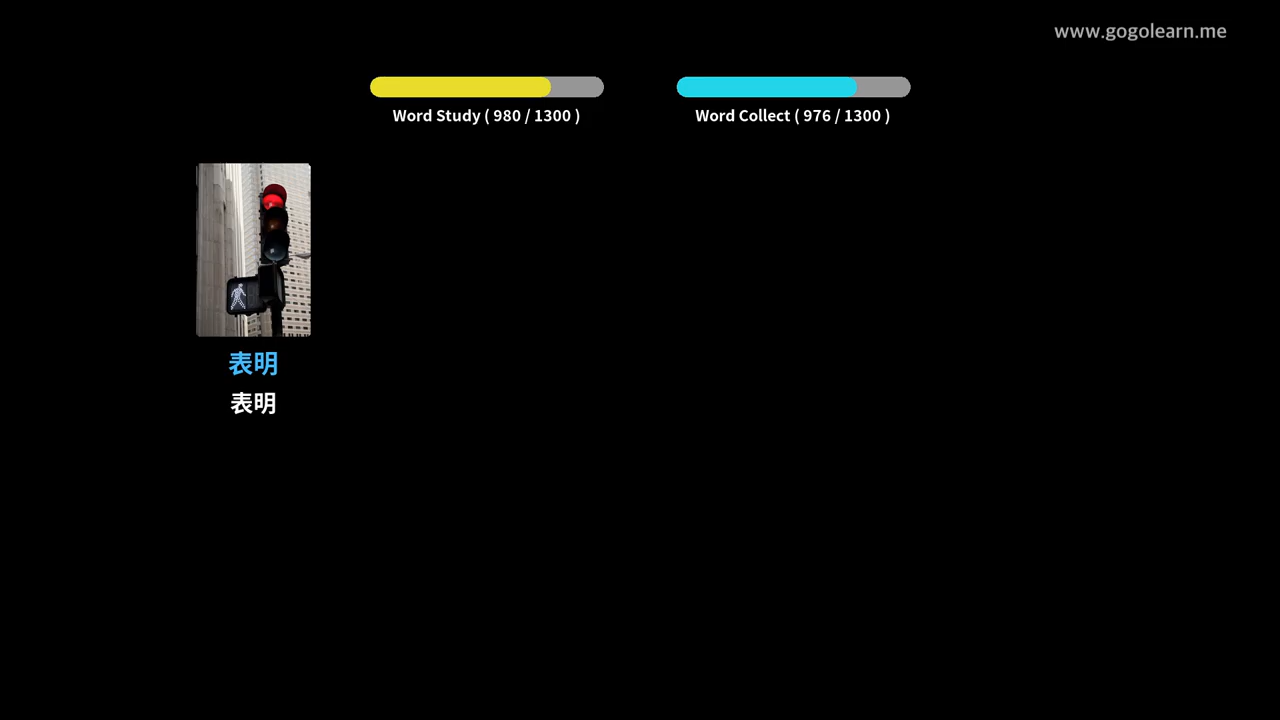 www.gogolearn.me
Word Study ( 980 / 1300 )
Word Collect ( 976 / 1300 )
表明
表明